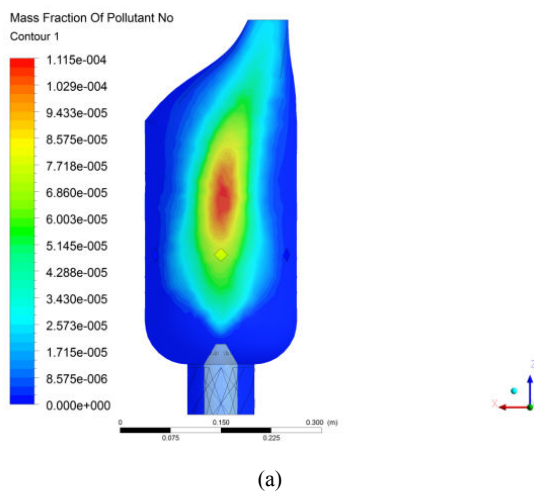 Mass Fraction Of Pollutant No
Contour 1
1.115e-004
1.029e-004
9.433e-005
8.575e-005
7.718e-005
6.860e-005
6.003e-005
5.145e-005
4.288e-005
3.430e-005
2.573e-005
1.715e-005
8.575e-006
0.000e+000
0 0.150 0.300 (m)
0.075 0.225
Z
X
(a)